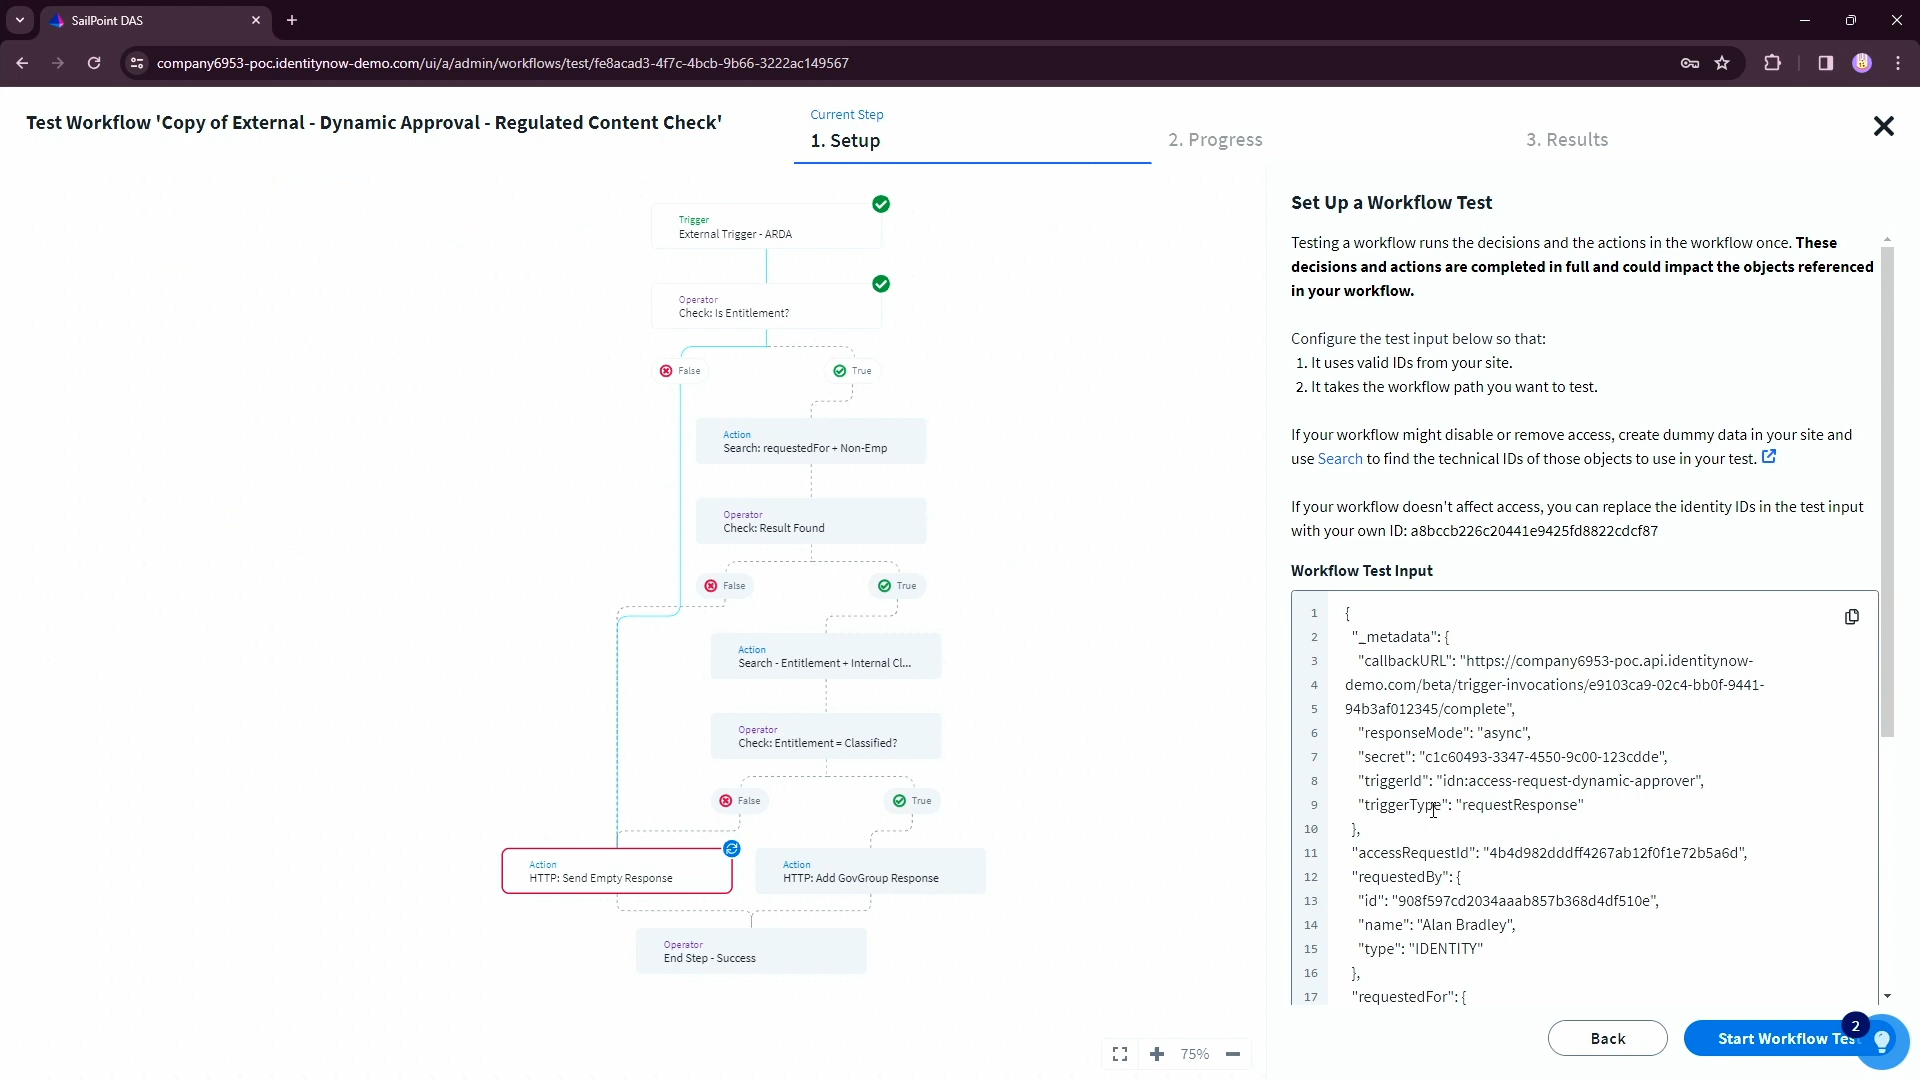 SailPoint DAS
company6953-poc.identitynow-demo.com/ui/a/admin/workflows/test/fe8acad3-4f7c-4bcb-9b66-3222ac149567
Test Workflow 'Copy of External - Dynamic Approval - Regulated Content Check'
Current Step
1. Setup
2. Progress
3. Results
Trigger
External Trigger - ARDA
Operator
Check: Is Entitlement?
False
True
Action
Search: requestedFor + Non-Emp
Operator
Check: Result Found
False
True
Action
Search - Entitlement + Internal Cl...
Operator
Check: Entitlement = Classified?
False
True
Action
HTTP: Send Empty Response
Action
HTTP: Add GovGroup Response
Operator
End Step - Success
75%
Set Up a Workflow Test
Testing a workflow runs the decisions and the actions in the workflow once. These
decisions and actions are completed in full and could impact the objects referenced
in your workflow.
Configure the test input below so that:
1. It uses valid IDs from your site.
2. It takes the workflow path you want to test.
If your workflow might disable or remove access, create dummy data in your site and
use Search to find the technical IDs of those objects to use in your test.
If your workflow doesn't affect access, you can replace the identity IDs in the test input
with your own ID: a8bccb226c20441e9425fd8822cdcf87
Workflow Test Input
1 {
2 "_metadata": {
3 "callbackURL": "https://company6953-poc.api.identitynow-
4 demo.com/beta/trigger-invocations/e9103ca9-02c4-bb0f-9441-
5 94b3af012345/complete",
6 "responseMode": "async",
7 "secret": "c1c60493-3347-4550-9c00-123cdde",
8 "triggerId": "idn:access-request-dynamic-approver",
9 "triggerType": "requestResponse"
10 },
11 "accessRequestId": "4b4d982dddff4267ab12f0f1e72b5a6d",
12 "requestedBy": {
13 "id": "908f597cd2034aaab857b368d4df510e",
14 "name": "Alan Bradley",
15 "type": "IDENTITY"
16 },
17 "requestedFor": {
Back
Start Workflow Tes
2